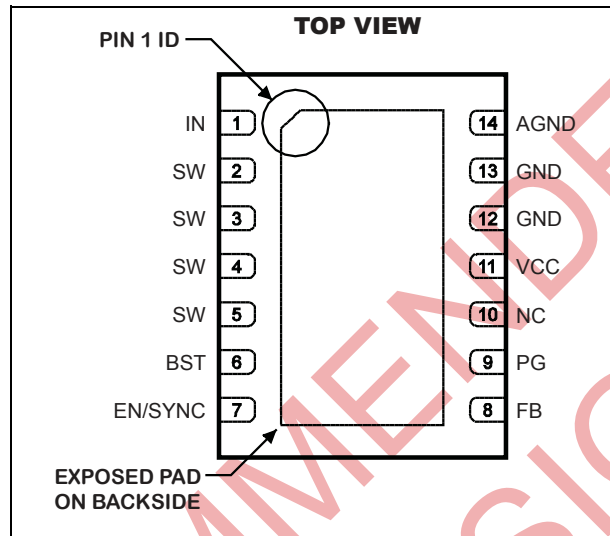 TOP VIEW
PIN 1 ID
IN 1
SW 2
SW 3
SW 4
SW 5
BST 6
EN/SYNC 7
14 AGND
13 GND
12 GND
11 VCC
10 NC
9 PG
8 FB
EXPOSED PAD
ON BACKSIDE